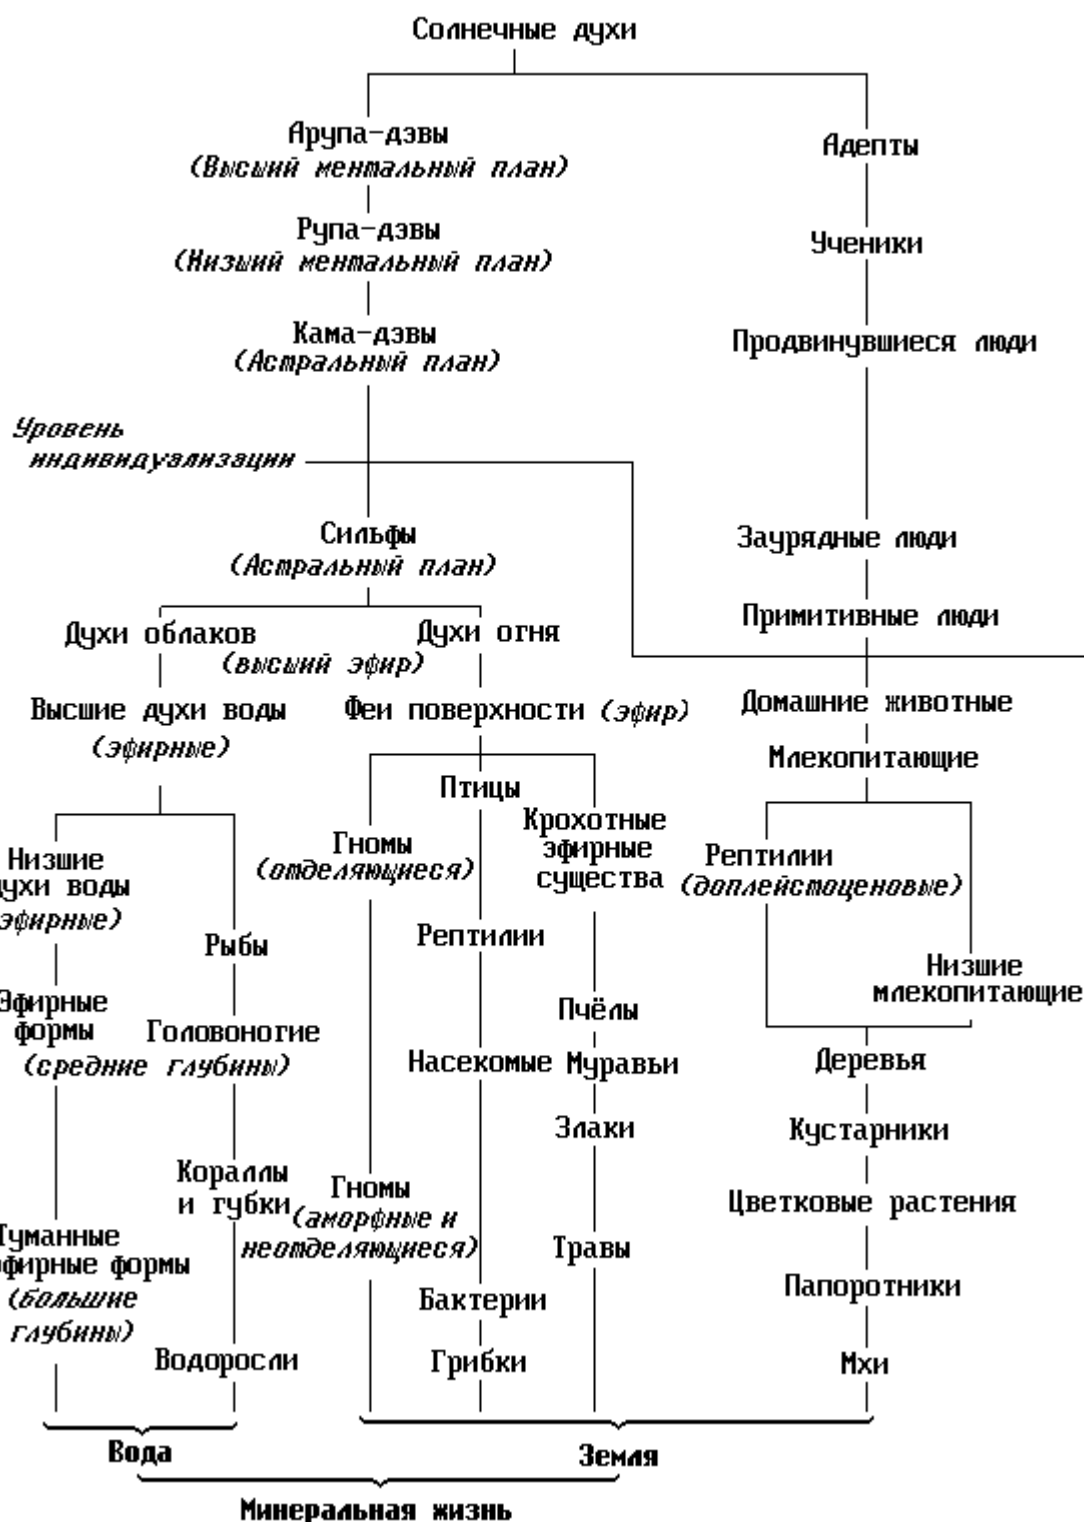 Солнечные духи
Арупа-дэвы
(Высший ментальный план)
Адепты
Рупа-дэвы
(Низший ментальный план)
Ученики
Кама-дэвы
(Астральный план)
Продвинувшиеся люди
Уровень
индивидуализации
Сильфы
(Астральный план)
Заурядные люди
Примитивные люди
Духи облаков
Духи огня
(высший эфир)
Высшие духи воды
(эфирные)
Феи поверхности (эфир)
Домашние животные
Млекопитающие
Птицы
Крохотные
эфирные
существа
Гномы
(отделяющиеся)
Рептилии
(доплейстоценовые)
Низшие
духи воды
эфирные)
Рыбы
Рептилии
Низшие
млекопитающие
Эфирные
формы
Головоногие
(средние глубины)
Пчёлы
Насекомые
Муравьи
Деревья
Злаки
Кустарники
Кораллы
и губки
Гномы
(аморфные и
неотделяющиеся)
Цветковые растения
Туманные
эфирные формы
(большие
глубины)
Травы
Папоротники
Бактерии
Водоросли
Грибки
Мхи
Вода
Земля
Минеральная жизнь